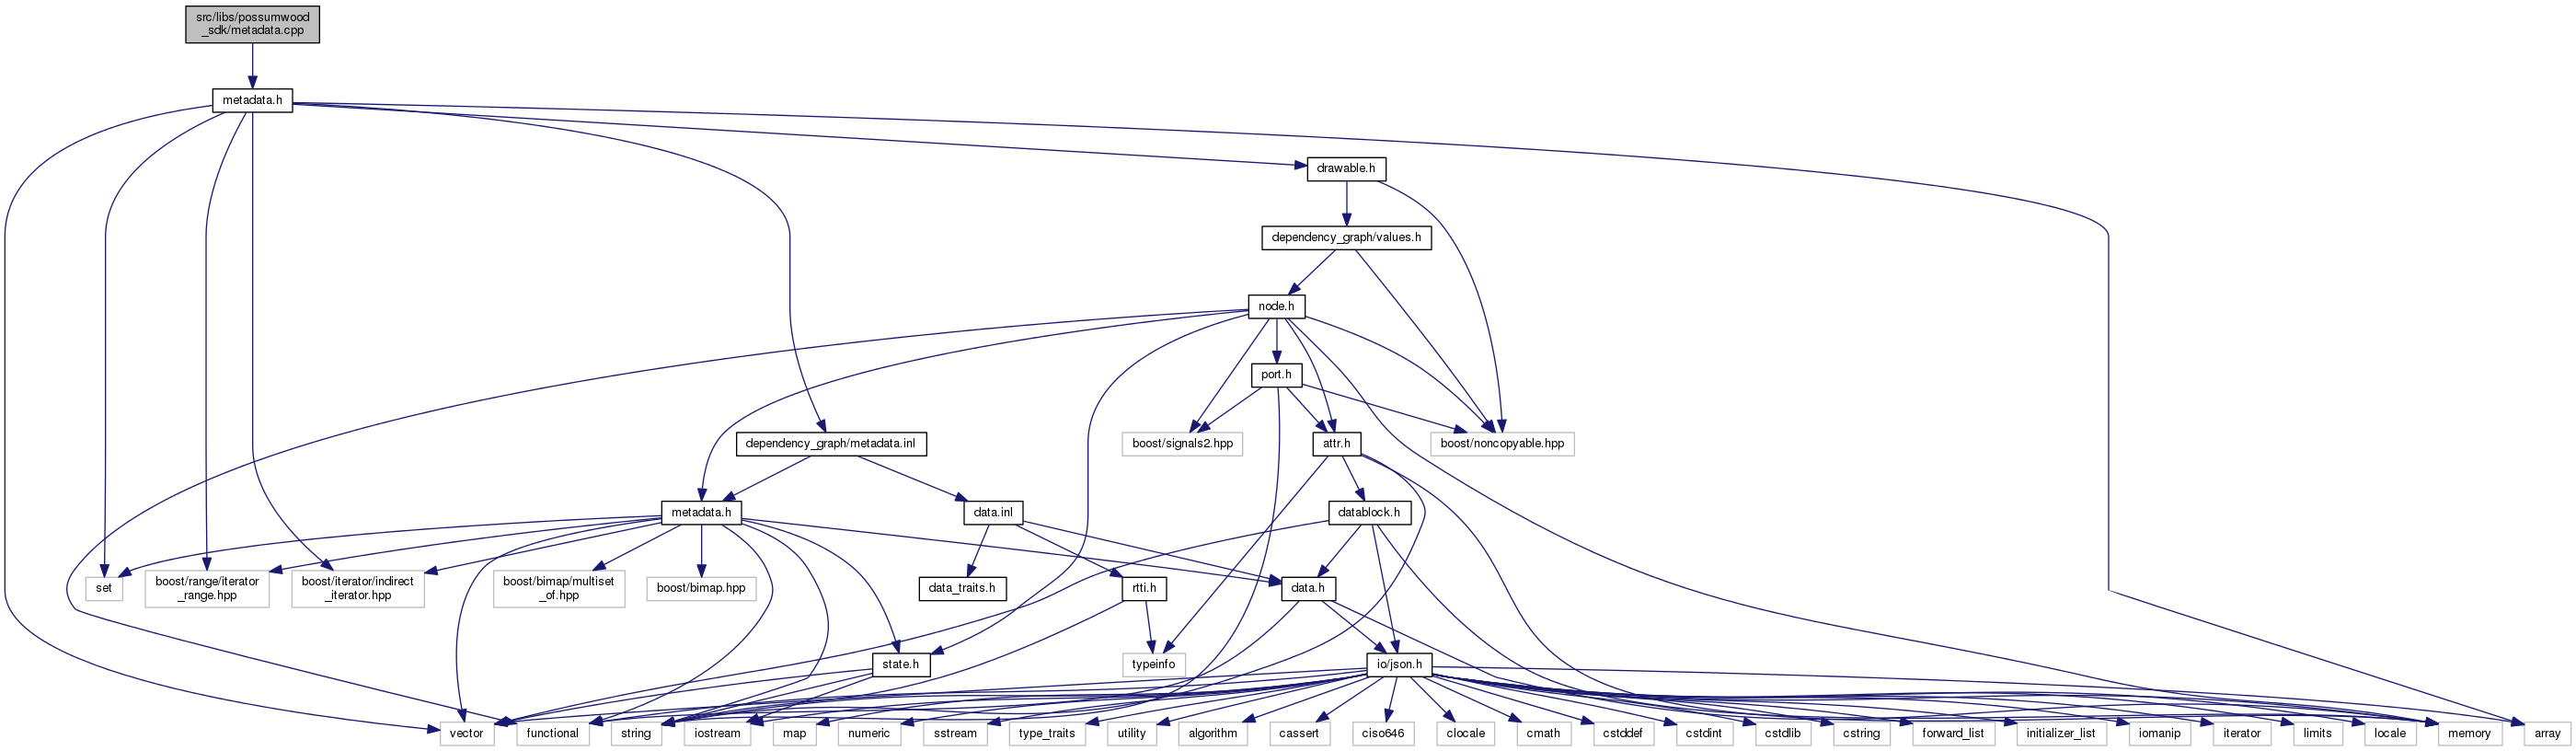 src/libs/possumwood
_sdk/metadata.cpp
metadata.h
drawable.h
dependency_graph/values.h
node.h
port.h
dependency_graph/metadata.inl
boost/signals2.hpp
attr.h
boost/noncopyable.hpp
metadata.h
data.inl
datablock.h
set
boost/range/iterator
_range.hpp
boost/iterator/indirect
_iterator.hpp
boost/bimap/multiset
_of.hpp
boost/bimap.hpp
data_traits.h
rtti.h
data.h
state.h
typeinfo
io/json.h
vector
functional
string
iostream
map
numeric
sstream
type_traits
utility
algorithm
cassert
ciso646
clocale
cmath
cstddef
cstdint
cstdlib
cstring
forward_list
initializer_list
iomanip
iterator
limits
locale
memory
array